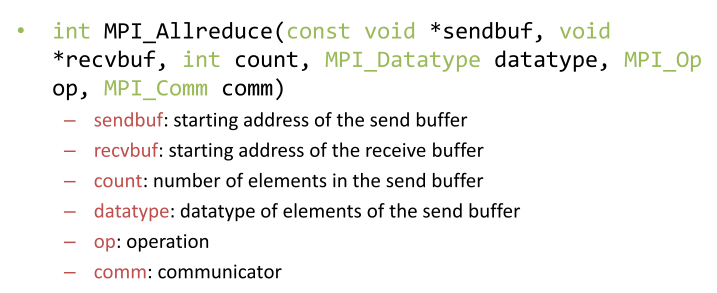 • int MPI_Allreduce(const void *sendbuf, void
*recvbuf, int count, MPI_Datatype datatype, MPI_Op
op, MPI_Comm comm)
– sendbuf: starting address of the send buffer
– recvbuf: starting address of the receive buffer
– count: number of elements in the send buffer
– datatype: datatype of elements of the send buffer
– op: operation
– comm: communicator